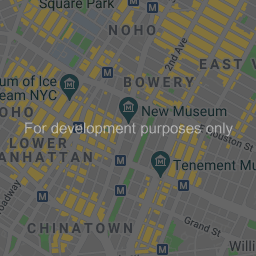 Square Park
NOHO
2nd Ave
um of Ice
eam NYC
BOWERY
EAST V
New Museum
OHO
For development purposes only
Houston St
LOWER
ANHATTAN
Tenement Mu
roadway
Grand St
CHINATOWN
Willi
M
M
M
M
M
M
M